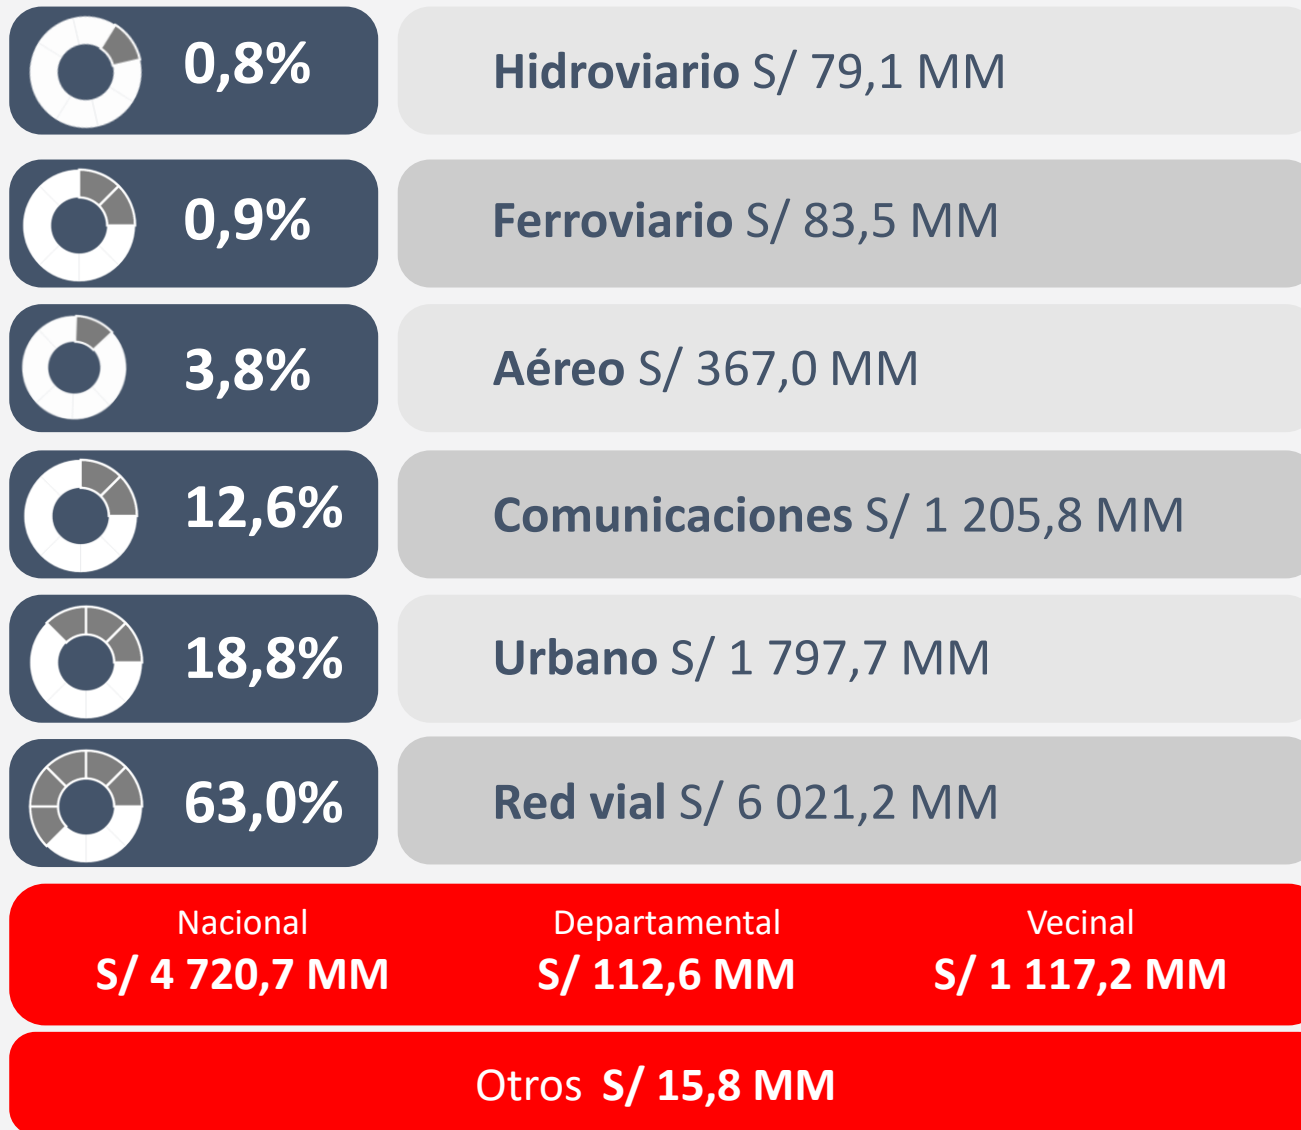 0,8%
Hidroviario S/ 79,1 MM
0,9%
Ferroviario S/ 83,5 MM
3,8%
Aéreo S/ 367,0 MM
12,6%
Comunicaciones S/ 1 205,8 MM
18,8%
Urbano S/ 1 797,7 MM
63,0%
Red vial S/ 6 021,2 MM
Nacional
S/ 4 720,7 MM
Departamental
S/ 112,6 MM
Vecinal
S/ 1 117,2 MM
Otros S/ 15,8 MM